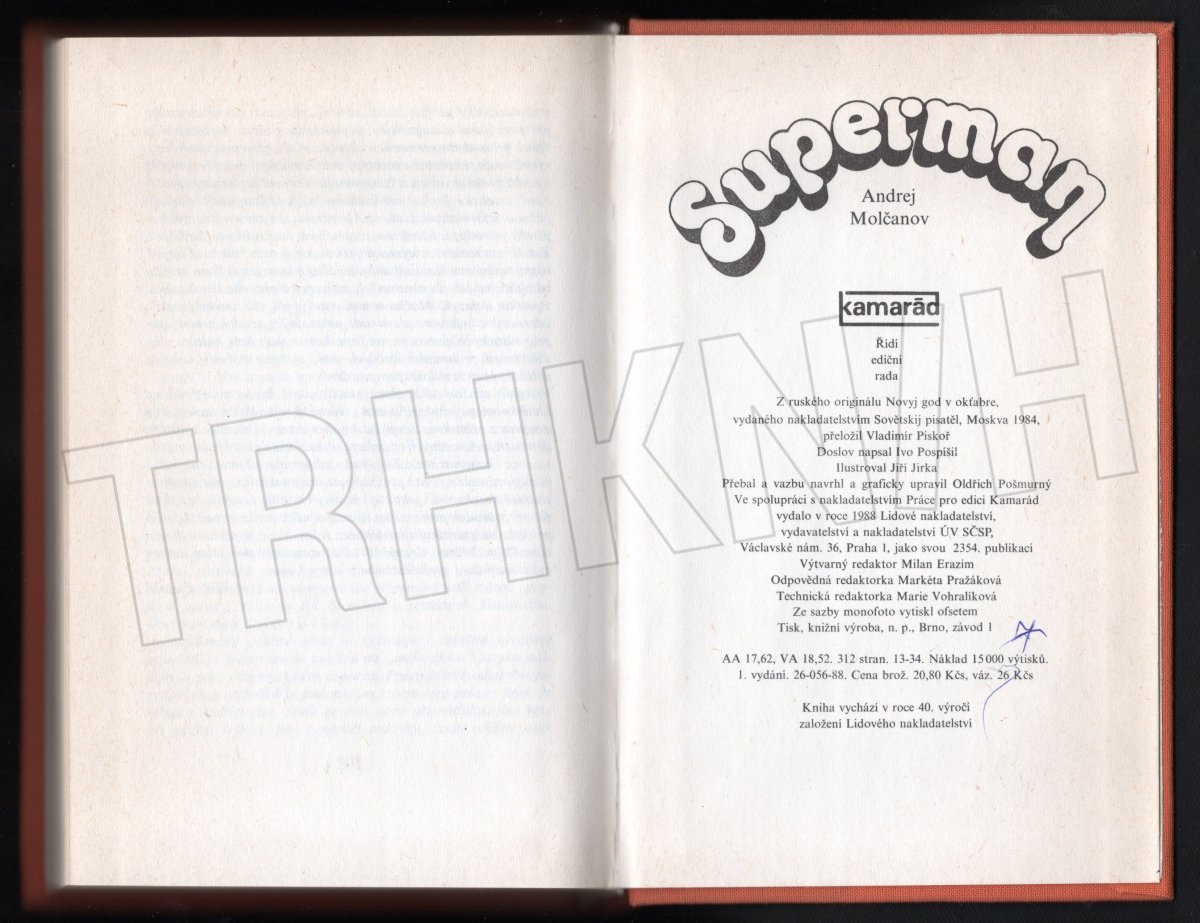 Superman
Andrej
Molčanov
kamarád
Řídí
ediční
rada
Z ruského originálu Novyj god v okťabre,
vydaného nakladatelstvím Sovětskij pisatěl, Moskva 1984,
přeložil Vladimír Piskoř
Doslov napsal Ivo Pospíšil
Ilustroval Jiří Jirka
Přebal a vazbu navrhl a graficky upravil Oldřich Pošmurný
Ve spolupráci s nakladatelstvím Práce pro edici Kamarád
vydalo v roce 1988 Lidové nakladatelství,
vydavatelství a nakladatelství ÚV SČSP,
Václavské nám. 36, Praha 1, jako svou 2354. publikaci
Výtvarný redaktor Milan Erazim
Odpovědná redaktorka Markéta Pražáková
Technická redaktorka Marie Vohralíková
Ze sazby monofoto vytiskl ofsetem
Tisk, knižní výroba, n. p., Brno, závod 1
AA 17,62, VA 18,52. 312 stran. 13-34. Náklad 15 000 výtisků.
1. vydání. 26-056-88. Cena brož. 20,80 Kčs, váz. 26 Kčs
Kniha vychází v roce 40. výročí
založení Lidového nakladatelství
TRHKNIH